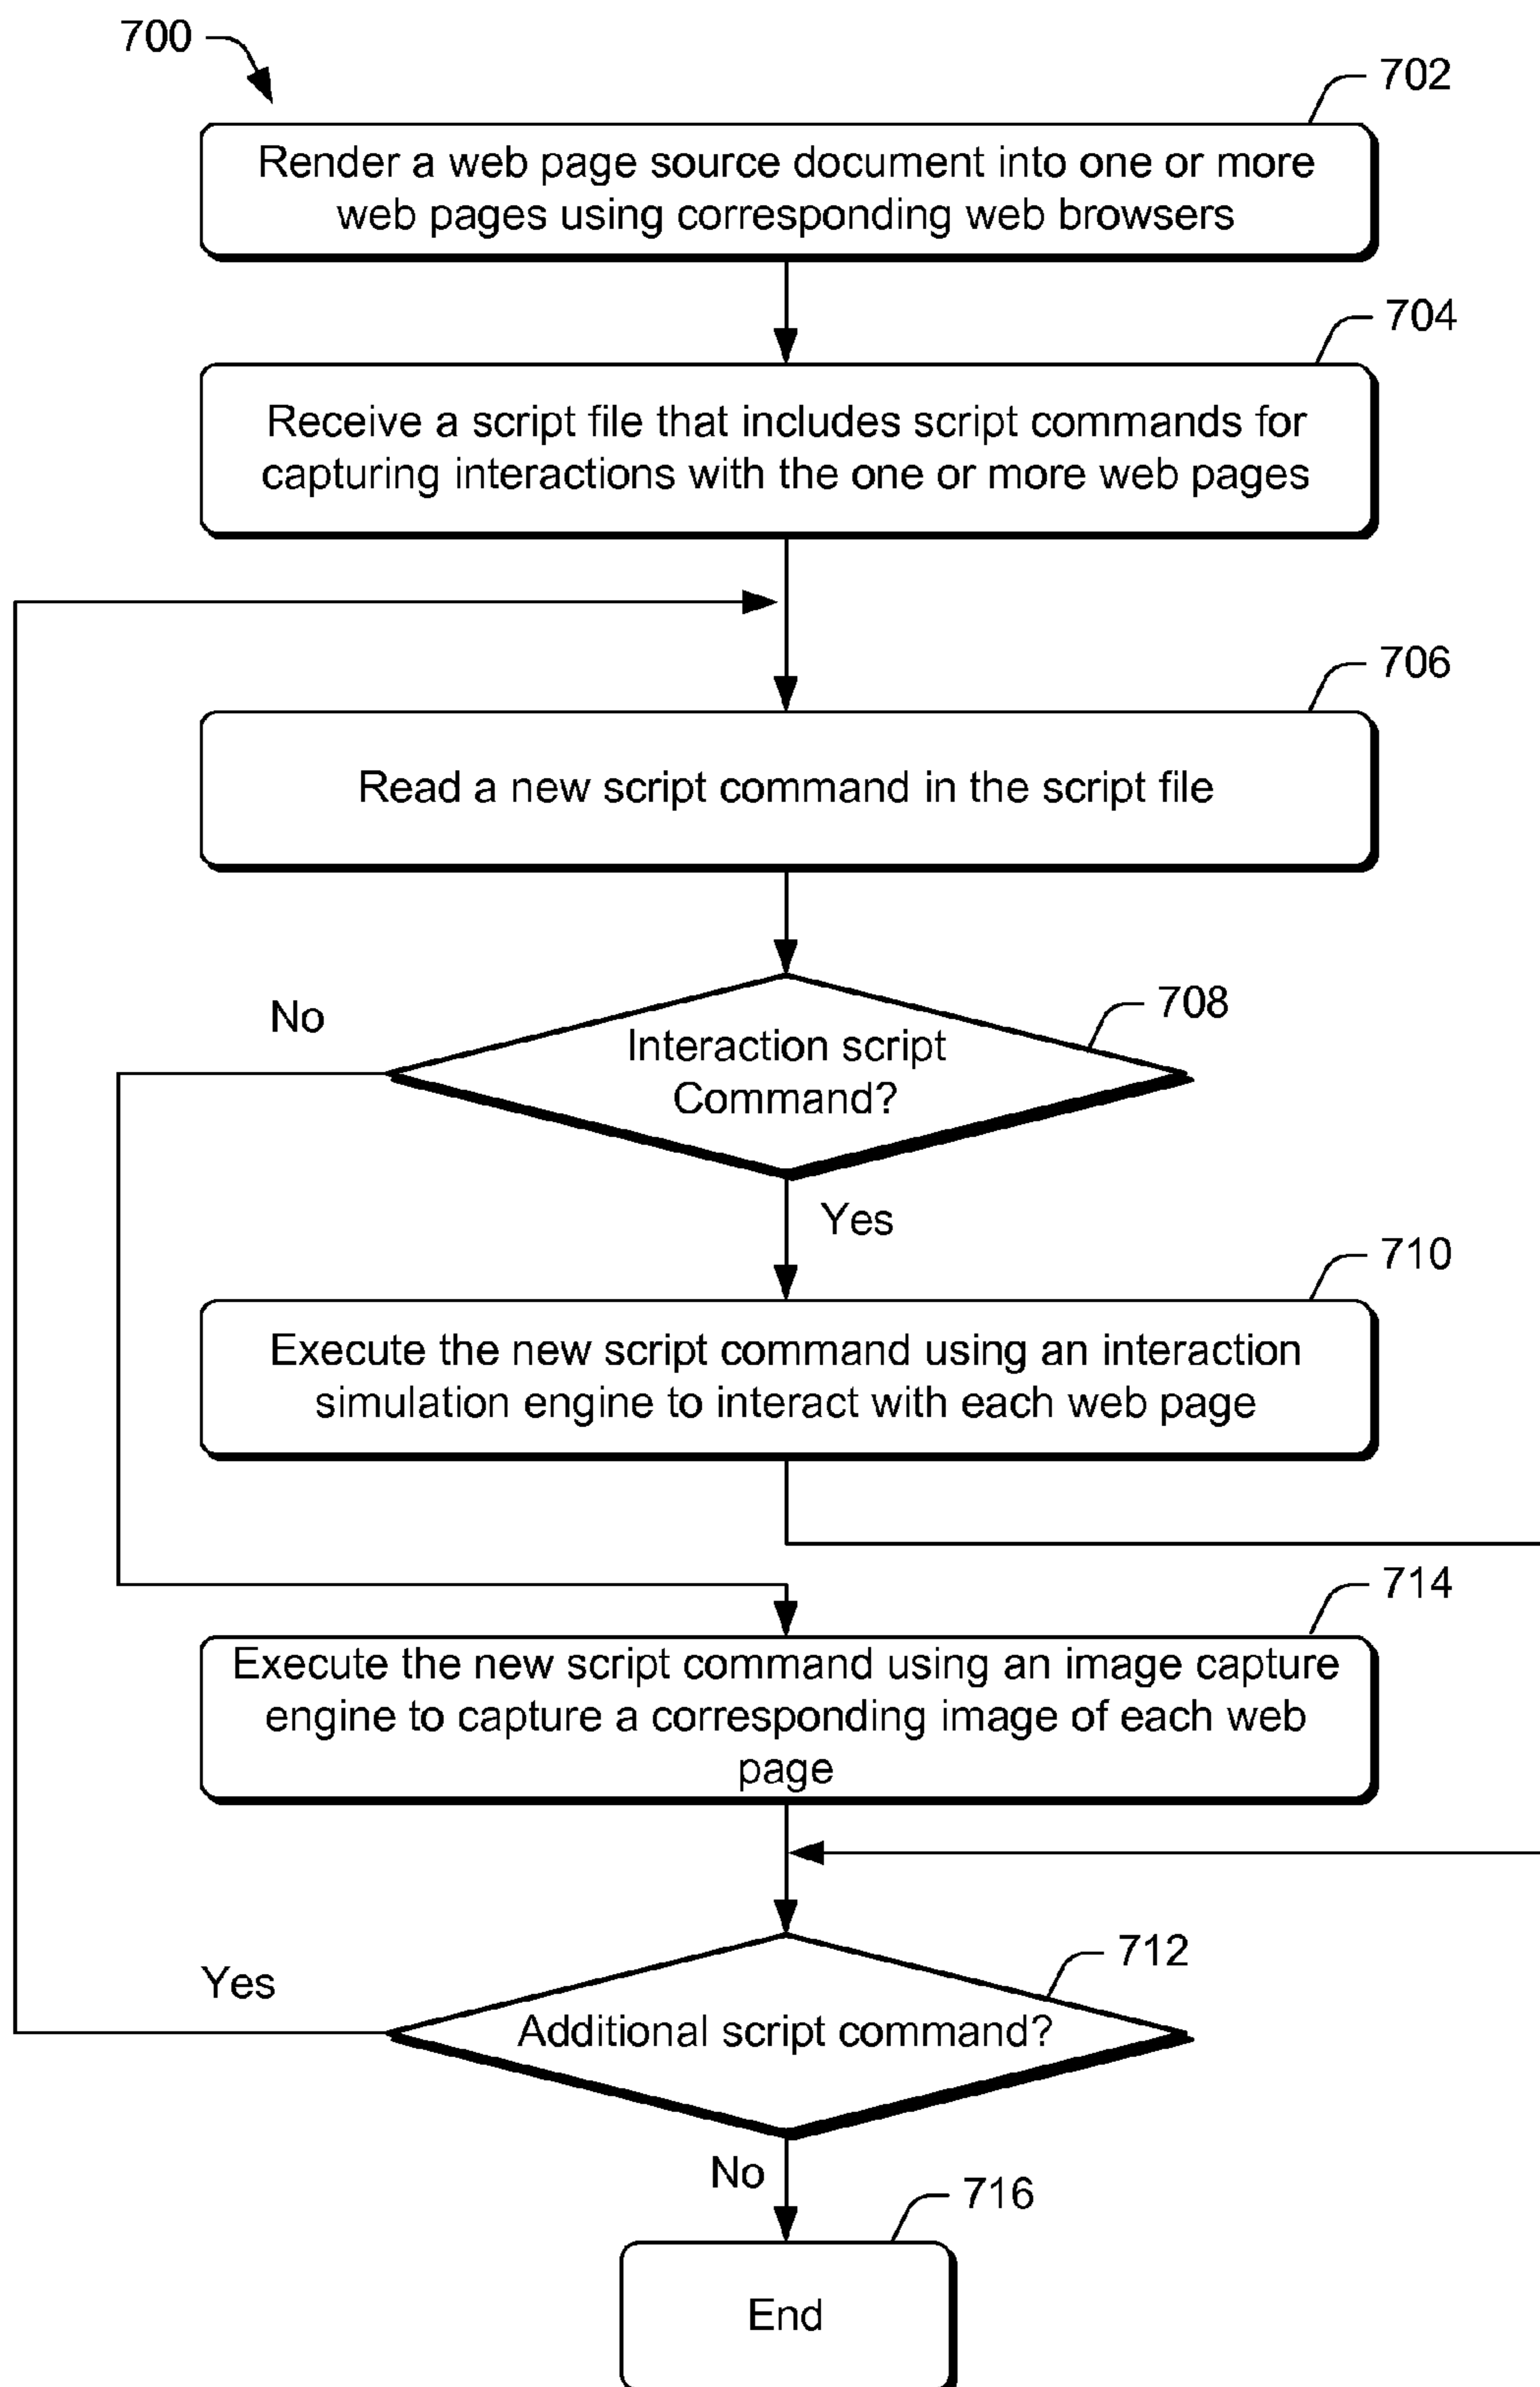 700
702
Render a web page source document into one or more
web pages using corresponding web browsers
704
Receive a script file that includes script commands for
capturing interactions with the one or more web pages
706
Read a new script command in the script file
708
No
Interaction script
Command?
Yes
710
Execute the new script command using an interaction
simulation engine to interact with each web page
714
Execute the new script command using an image capture
engine to capture a corresponding image of each web
page
712
Yes
Additional script command?
No
716
End